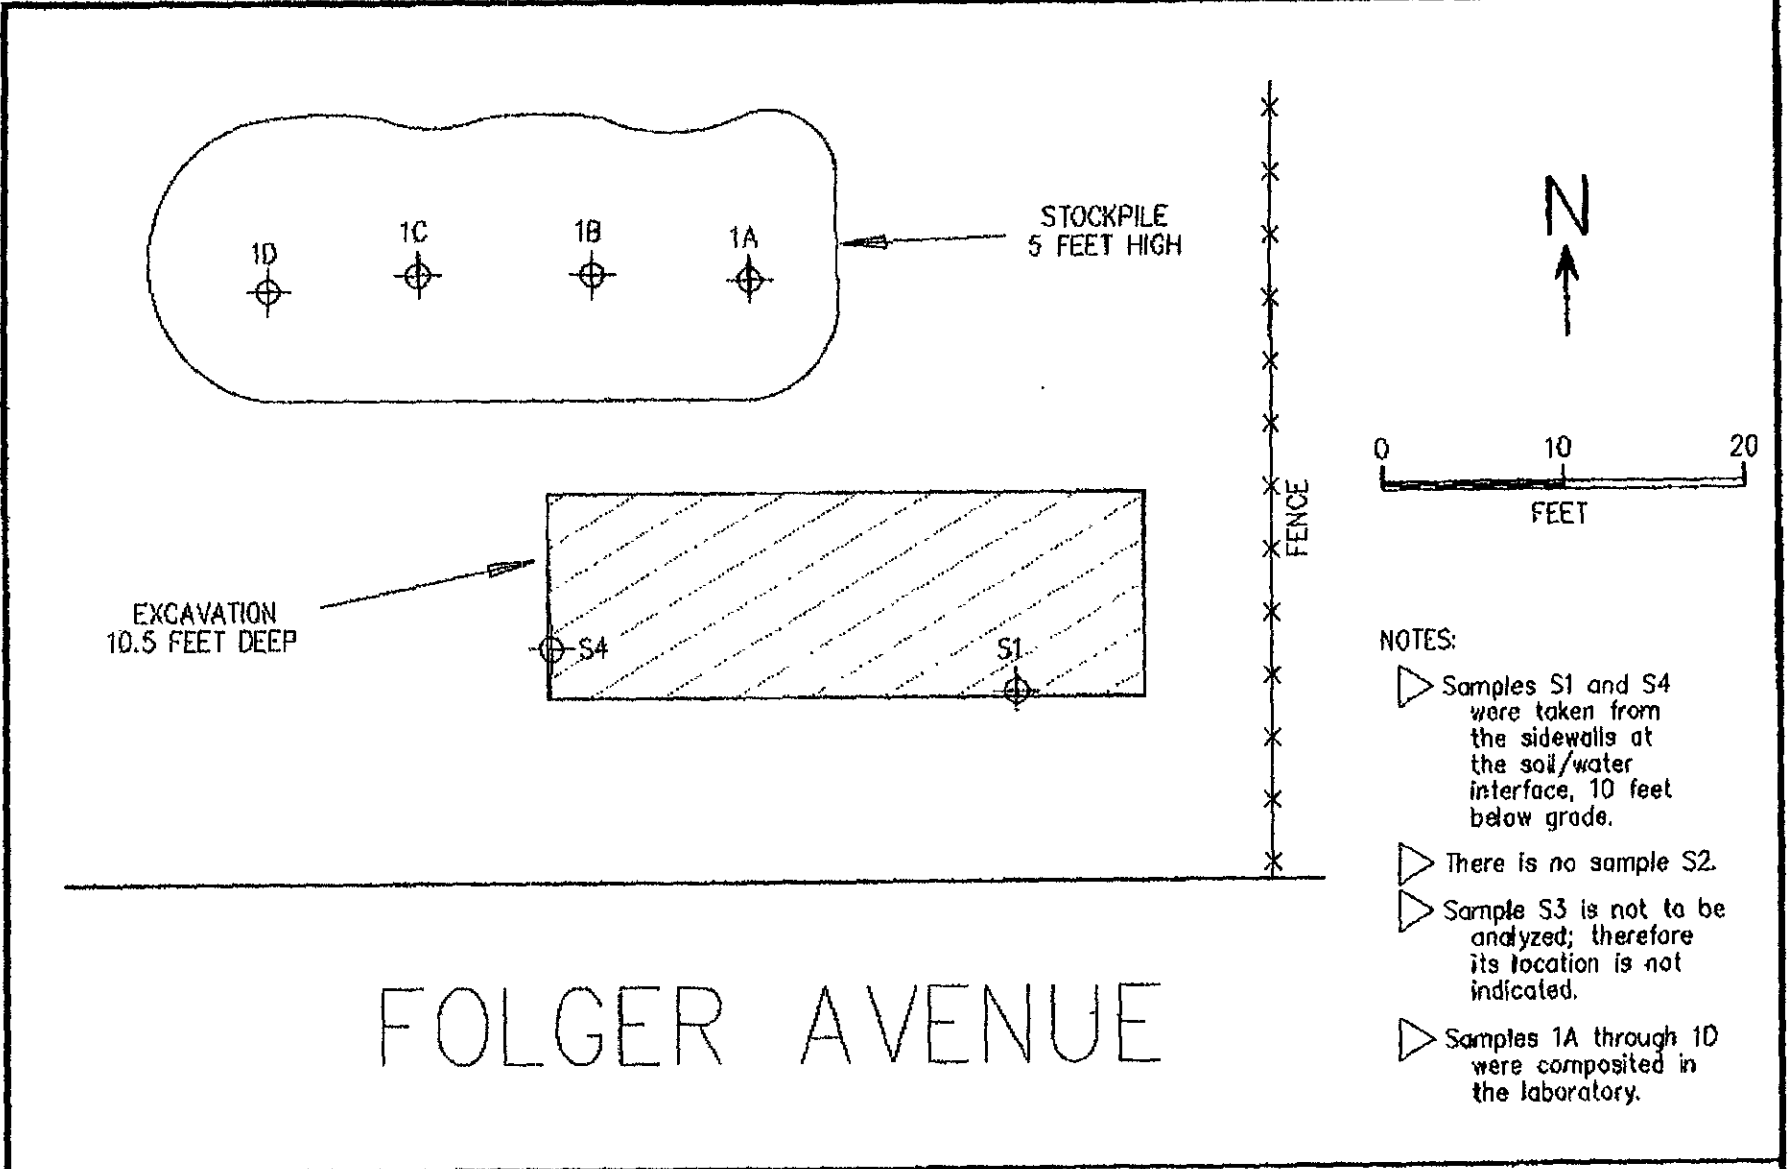 1D
1C
1B
1A
STOCKPILE
5 FEET HIGH
N
0 10 20
FEET
FENCE
EXCAVATION
10.5 FEET DEEP
S4
S1
NOTES:
Samples S1 and S4
were taken from
the sidewalls at
the soil/water
interface, 10 feet
below grade.
There is no sample S2.
Sample S3 is not to be
analyzed; therefore
its location is not
indicated.
Samples 1A through 1D
were composited in
the laboratory.
FOLGER AVENUE